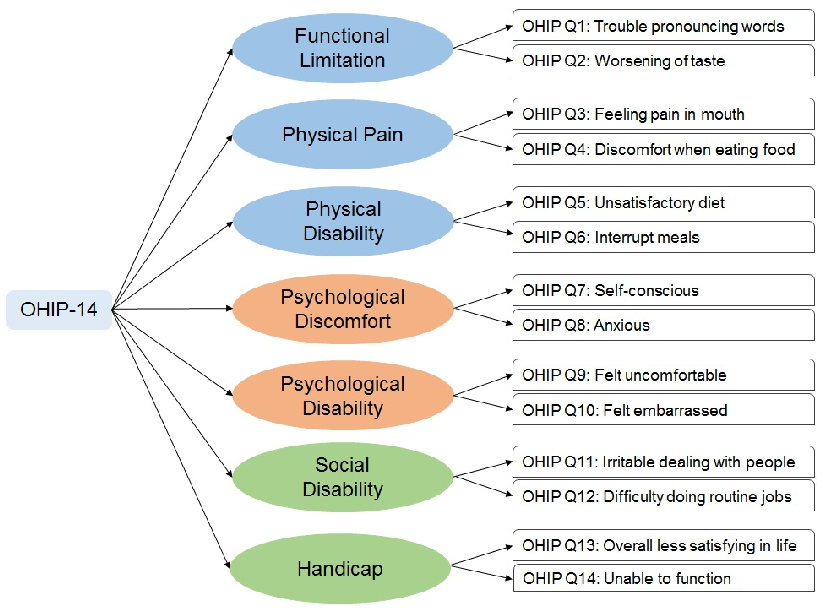 Functional
Limitation
OHIP Q1: Trouble pronouncing words
OHIP Q2: Worsening of taste
Physical Pain
OHIP Q3: Feeling pain in mouth
OHIP Q4: Discomfort when eating food
Physical
Disability
OHIP Q5: Unsatisfactory diet
OHIP Q6: Interrupt meals
OHIP-14
Psychological
Discomfort
OHIP Q7: Self-conscious
OHIP Q8: Anxious
Psychological
Disability
OHIP Q9: Felt uncomfortable
OHIP Q10: Felt embarrassed
Social
Disability
OHIP Q11: Irritable dealing with people
OHIP Q12: Difficulty doing routine jobs
Handicap
OHIP Q13: Overall less satisfying in life
OHIP Q14: Unable to function